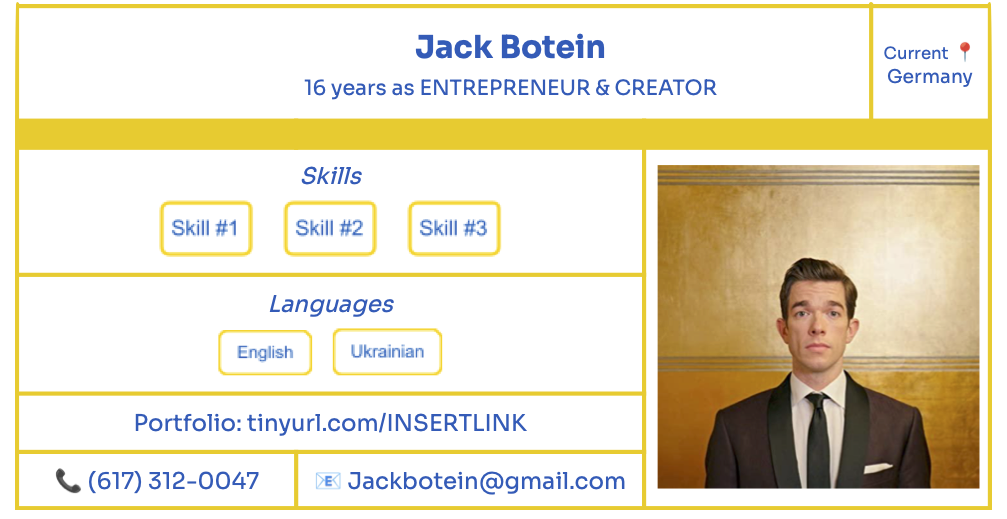 Jack Botein
16 years as ENTREPRENEUR & CREATOR
Current 📍
Germany
Skills
Skill #1 Skill #2 Skill #3
Languages
English Ukrainian
Portfolio: tinyurl.com/INSERTLINK
📞 (617) 312-0047 📧 Jackbotein@gmail.com